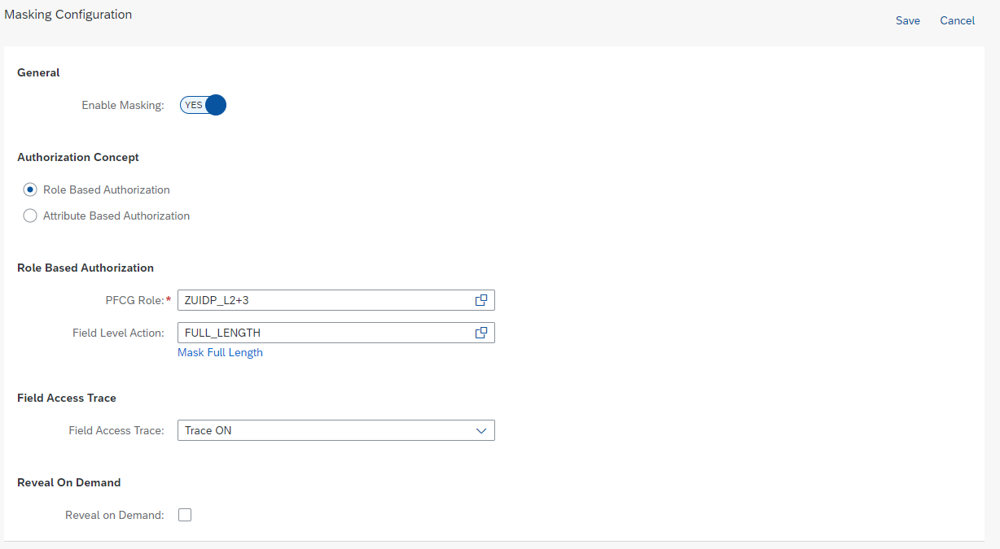 Masking Configuration
Save Cancel
General
Enable Masking: YES
Authorization Concept
Role Based Authorization
Attribute Based Authorization
Role Based Authorization
PFCG Role:* ZUIDP_L2+3
Field Level Action: FULL_LENGTH
Mask Full Length
Field Access Trace
Field Access Trace: Trace ON
Reveal On Demand
Reveal on Demand: